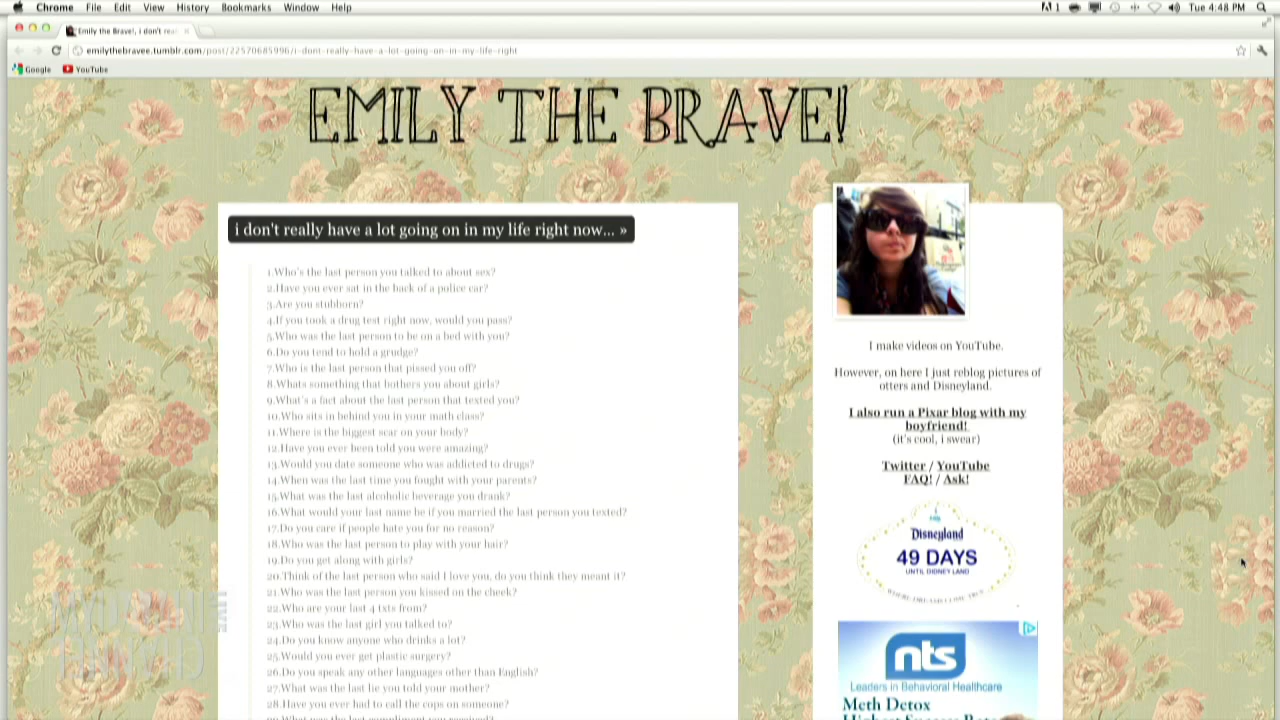 Chrome File Edit View History Bookmarks Window Help 1 Tue 4:48 PM
Emily the Brave!, i don't rea
emilythebravee.tumblr.com/post/22570685996/i-dont-really-have-a-lot-going-on-in-my-life-right
Google YouTube
EMILY THE BRAVE!
i don't really have a lot going on in my life right now... »
1.Who's the last person you talked to about sex?
2.Have you ever sat in the back of a police car?
3.Are you stubborn?
4.If you took a drug test right now, would you pass?
5.Who was the last person to be on a bed with you?
6.Do you tend to hold a grudge?
7.Who is the last person that pissed you off?
8.Whats something that bothers you about girls?
9.What's a fact about the last person that texted you?
10.Who sits in behind you in your math class?
11.Where is the biggest scar on your body?
12.Have you ever been told you were amazing?
13.Would you date someone who was addicted to drugs?
14.When was the last time you fought with your parents?
15.What was the last alcoholic beverage you drank?
16.What would your last name be if you married the last person you texted?
17.Do you care if people hate you for no reason?
18.Who was the last person to play with your hair?
19.Do you get along with girls?
20.Think of the last person who said I love you, do you think they meant it?
21.Who was the last person you kissed on the cheek?
22.Who are your last 4 txts from?
23.Who was the last girl you talked to?
24.Do you know anyone who drinks a lot?
25.Would you ever get plastic surgery?
26.Do you speak any other languages other than English?
27.What was the last lie you told your mother?
28.Have you ever had to call the cops on someone?
29.What was the last compliment you received?
I make videos on YouTube.
However, on here I just reblog pictures of
otters and Disneyland.
I also run a Pixar blog with my
boyfriend!
(it's cool, i swear)
Twitter / YouTube
FAQ! / Ask!
Disneyland
49 DAYS
UNTIL DISNEY LAND
WHERE DREAMS COME TRUE
nts
Leaders in Behavioral Healthcare
Meth Detox